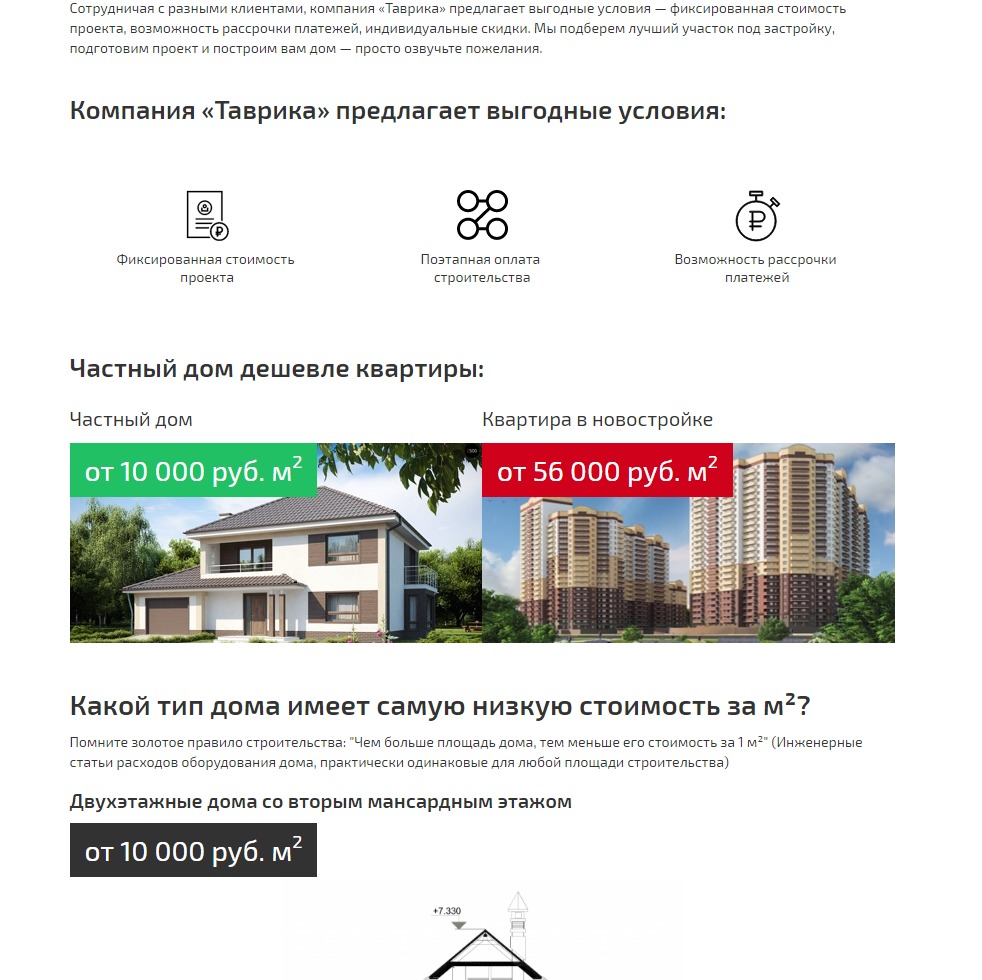 Сотрудничая с разными клиентами, компания «Таврика» предлагает выгодные условия — фиксированная стоимость
проекта, возможность рассрочки платежей, индивидуальные скидки. Мы подберем лучший участок под застройку,
подготовим проект и построим вам дом — просто озвучьте пожелания.
Компания «Таврика» предлагает выгодные условия:
Фиксированная стоимость
проекта
Поэтапная оплата
строительства
Возможность рассрочки
платежей
Частный дом дешевле квартиры:
Частный дом
от 10 000 руб. м²
Квартира в новостройке
от 56 000 руб. м²
Какой тип дома имеет самую низкую стоимость за м²?
Помните золотое правило строительства: "Чем больше площадь дома, тем меньше его стоимость за 1 м²" (Инженерные
статьи расходов оборудования дома, практически одинаковые для любой площади строительства)
Двухэтажные дома со вторым мансардным этажом
от 10 000 руб. м²
+7.330